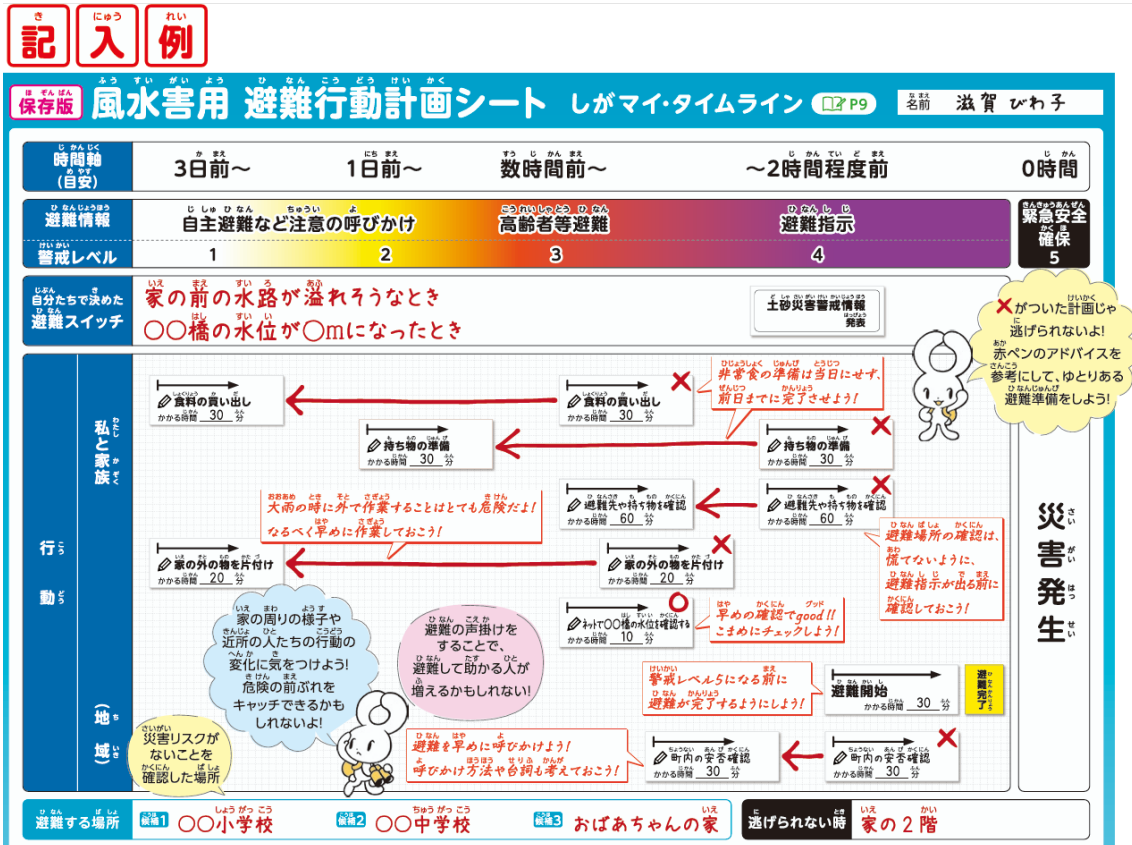 記入例
保存版 風水害用 避難行動計画シート しがマイ・タイムライン P9 名前 滋賀 びわ子
時間軸(目安) 3日前～ 1日前～ 数時間前～ ～2時間程度前 0時間
避難情報 自主避難など注意の呼びかけ 高齢者等避難 避難指示 緊急安全確保
警戒レベル 1 2 3 4 5
自分たちで決めた
避難スイッチ
家の前の水路が溢れそうなとき
〇〇橋の水位が〇mになったとき
土砂災害警戒情報
発表
×がついた計画じゃ
逃げられないよ!
赤ペンのアドバイスを
参考にして、ゆとりある
避難準備をしよう!
行動
私と家族
(地域)
食料の買い出し
かかる時間 30 分
食料の買い出し
かかる時間 30 分
非常食の準備は当日にせず、
前日までに完了させよう!
持ち物の準備
かかる時間 30 分
持ち物の準備
かかる時間 30 分
避難先や持ち物を確認
かかる時間 60 分
避難先や持ち物を確認
かかる時間 60 分
大雨の時に外で作業することはとても危険だよ!
なるべく早めに作業しておこう!
避難場所の確認は、
慌てないように、
避難指示が出る前に
確認しておこう!
家の外の物を片付け
かかる時間 20 分
家の外の物を片付け
かかる時間 20 分
ネットで〇〇橋の水位を確認する
かかる時間 10 分
早めの確認でgood!!
こまめにチェックしよう!
家の周りの様子や
近所の人たちの行動の
変化に気をつけよう!
危険の前ぶれを
キャッチできるかも
しれないよ!
避難の声掛けを
することで、
避難して助かる人が
増えるかもしれない!
警戒レベル5になる前に
避難が完了するようにしよう!
避難開始
かかる時間 30 分
避難完了
災害リスクが
ないことを
確認した場所
避難を早めに呼びかけよう!
呼びかけ方法や台詞も考えておこう!
町内の安否確認
かかる時間 30 分
町内の安否確認
かかる時間 30 分
災害発生
避難する場所 候補1 〇〇小学校 候補2 〇〇中学校 候補3 おばあちゃんの家 逃げられない時 家の2階